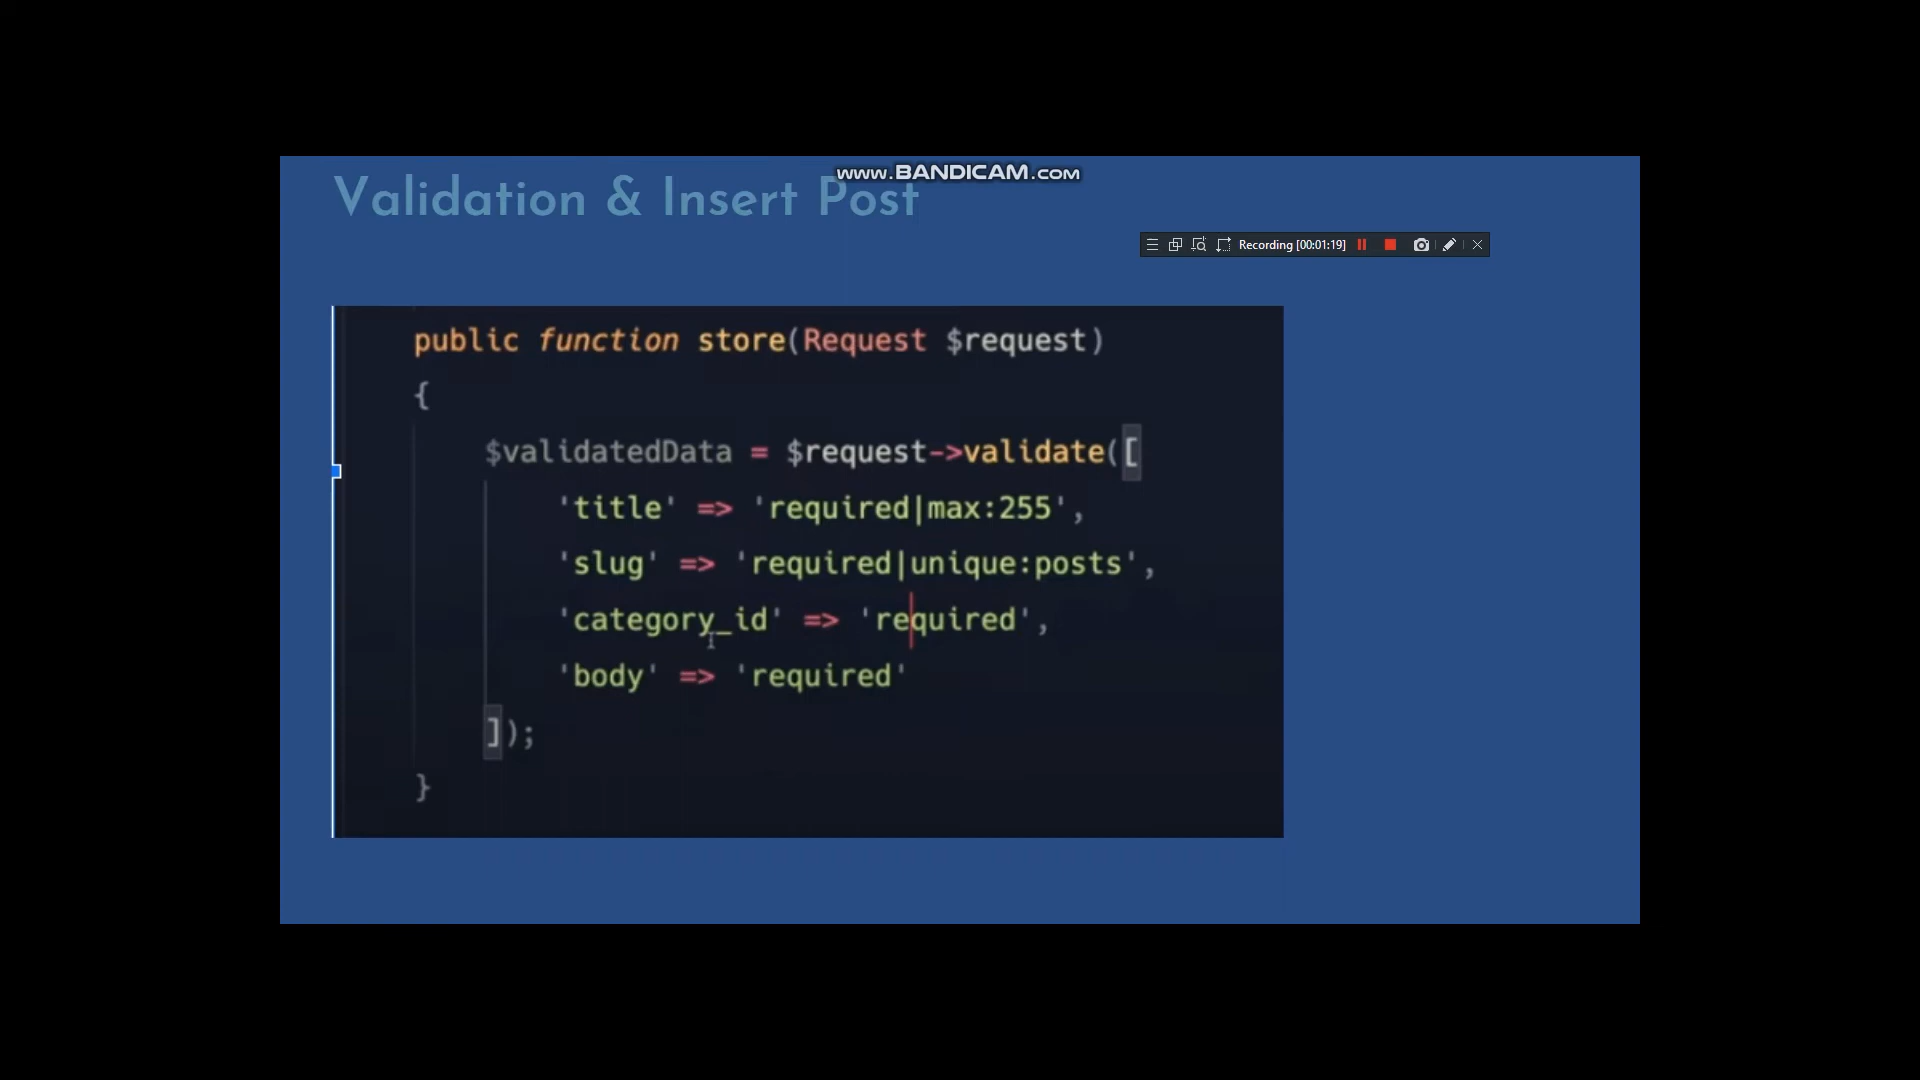 www.BANDICAM.com
Validation & Insert Post
Recording [00:01:19]
public function store(Request $request)
{
$validatedData = $request->validate([
'title' => 'required|max:255',
'slug' => 'required|unique:posts',
'category_id' => 'required',
'body' => 'required'
]);
}